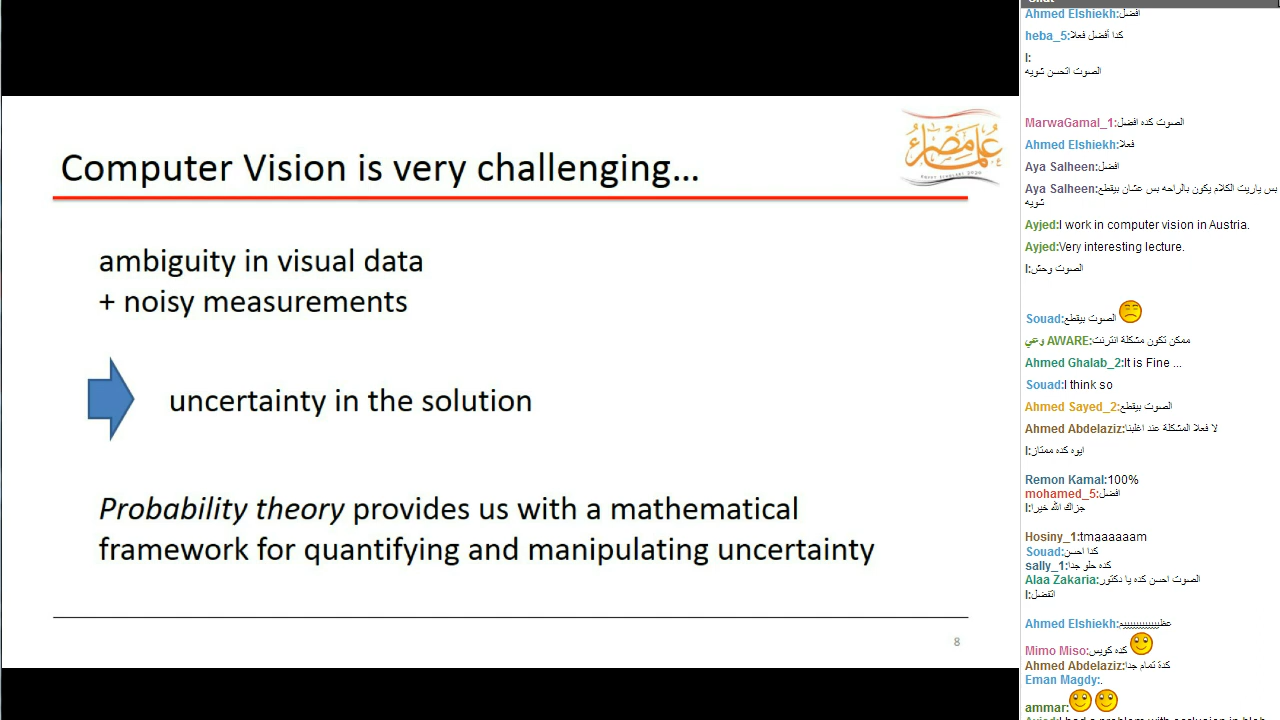 Computer Vision is very challenging...
علماء مصر
ambiguity in visual data
+ noisy measurements
uncertainty in the solution
Probability theory provides us with a mathematical
framework for quantifying and manipulating uncertainty
8
Ahmed Elshiekh:افضل
heba_5:كدا أفضل فعلا
I:
الصوت اتحسن شويه
MarwaGamal_1:الصوت كده افضل
Ahmed Elshiekh:فعلا
Aya Salheen:افضل
Aya Salheen:بس ياريت الكلام يكون بالراحه بس عشان بيقطع
شويه
Ayjed:I work in computer vision in Austria.
Ayjed:Very interesting lecture.
I:الصوت وحش
Souad:الصوت بيقطع
وعي AWARE:ممكن تكون مشكلة انترنت
Ahmed Ghalab_2:It is Fine ...
Souad:I think so
Ahmed Sayed_2:الصوت بيقطع
Ahmed Abdelaziz:لا فعلا المشكلة عند اغلبنا
I:ايوه كده ممتاز
Remon Kamal:100%
mohamed_5:افضل
I:جزاك الله خيرا
Hosiny_1:tmaaaaaam
Souad:كدا احسن
sally_1:كده حلو جدا
Alaa Zakaria:الصوت احسن كده يا دكتور
I:اتفضل
Ahmed Elshiekh:
Mimo Miso:كده كويس
Ahmed Abdelaziz:كدة تمام جدا
Eman Magdy:.
ammar: